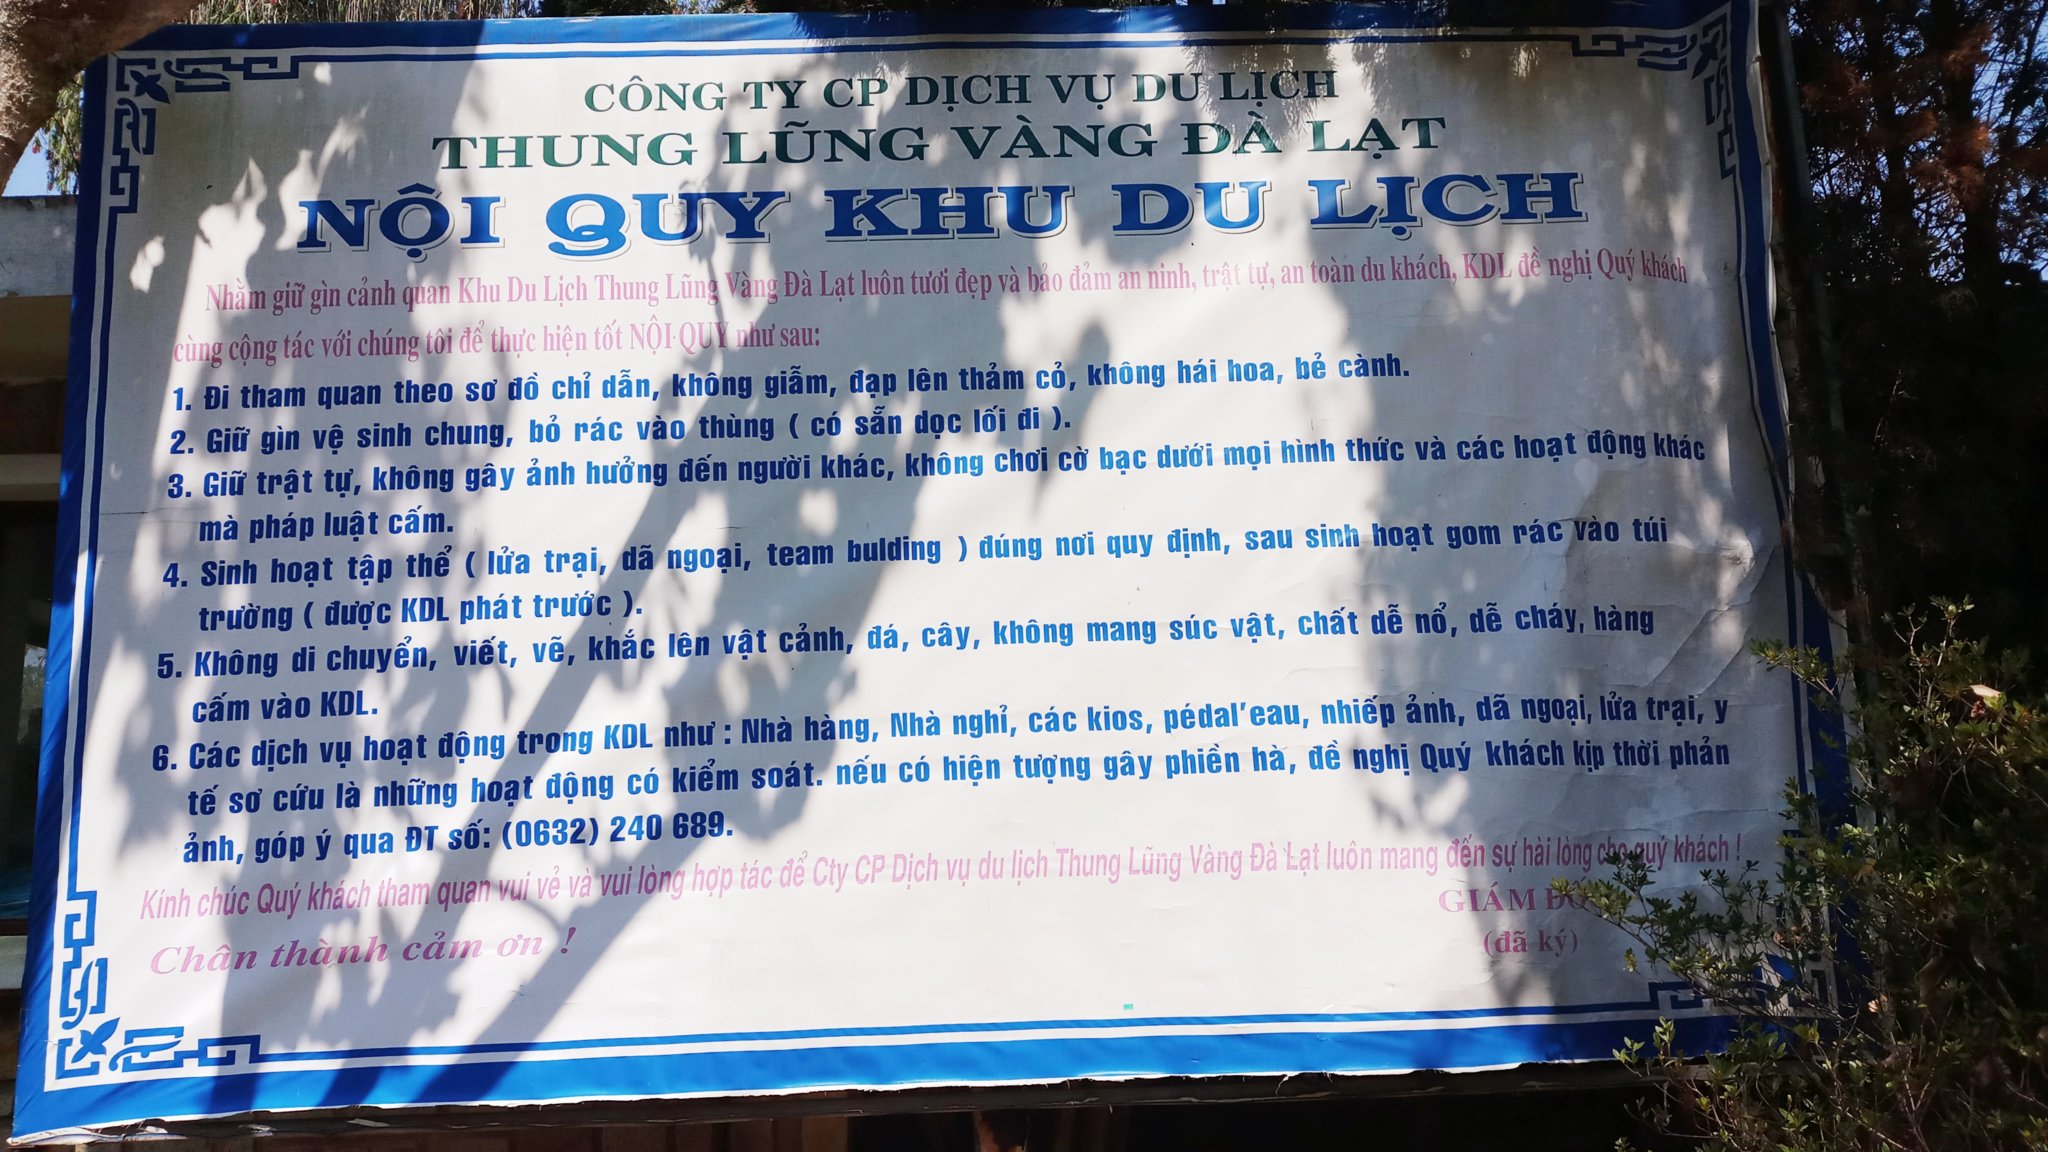 CÔNG TY CP DỊCH VỤ DU LỊCH
THUNG LŨNG VÀNG ĐÀ LẠT
NỘI QUY KHU DU LỊCH
Nhằm giữ gìn cảnh quan Khu Du Lịch Thung Lũng Vàng Đà Lạt luôn tươi đẹp và bảo đảm an ninh, trật tự, an toàn du khách, KDL đề nghị Quý khách
cùng cộng tác với chúng tôi để thực hiện tốt NỘI QUY như sau:
1. Đi tham quan theo sơ đồ chỉ dẫn, không giẫm, đạp lên thảm cỏ, không hái hoa, bẻ cành.
2. Giữ gìn vệ sinh chung, bỏ rác vào thùng ( có sẵn dọc lối đi ).
3. Giữ trật tự, không gây ảnh hưởng đến người khác, không chơi cờ bạc dưới mọi hình thức và các hoạt động khác
mà pháp luật cấm.
4. Sinh hoạt tập thể ( lửa trại, dã ngoại, team bulding ) đúng nơi quy định, sau sinh hoạt gom rác vào túi
trường ( được KDL phát trước ).
5. Không di chuyển, viết, vẽ, khắc lên vật cảnh, đá, cây, không mang súc vật, chất dễ nổ, dễ cháy, hàng
cấm vào KDL.
6. Các dịch vụ hoạt động trong KDL như : Nhà hàng, Nhà nghỉ, các kios, pédal'eau, nhiếp ảnh, dã ngoại, lửa trại, y
tế sơ cứu là những hoạt động có kiểm soát. nếu có hiện tượng gây phiền hà, đề nghị Quý khách kịp thời phản
ảnh, góp ý qua ĐT số: (0632) 240 689.
Kính chúc Quý khách tham quan vui vẻ và vui lòng hợp tác để Cty CP Dịch vụ du lịch Thung Lũng Vàng Đà Lạt luôn mang đến sự hài lòng cho quý khách !
GIÁM
Chân thành cảm ơn !
(đã ký)